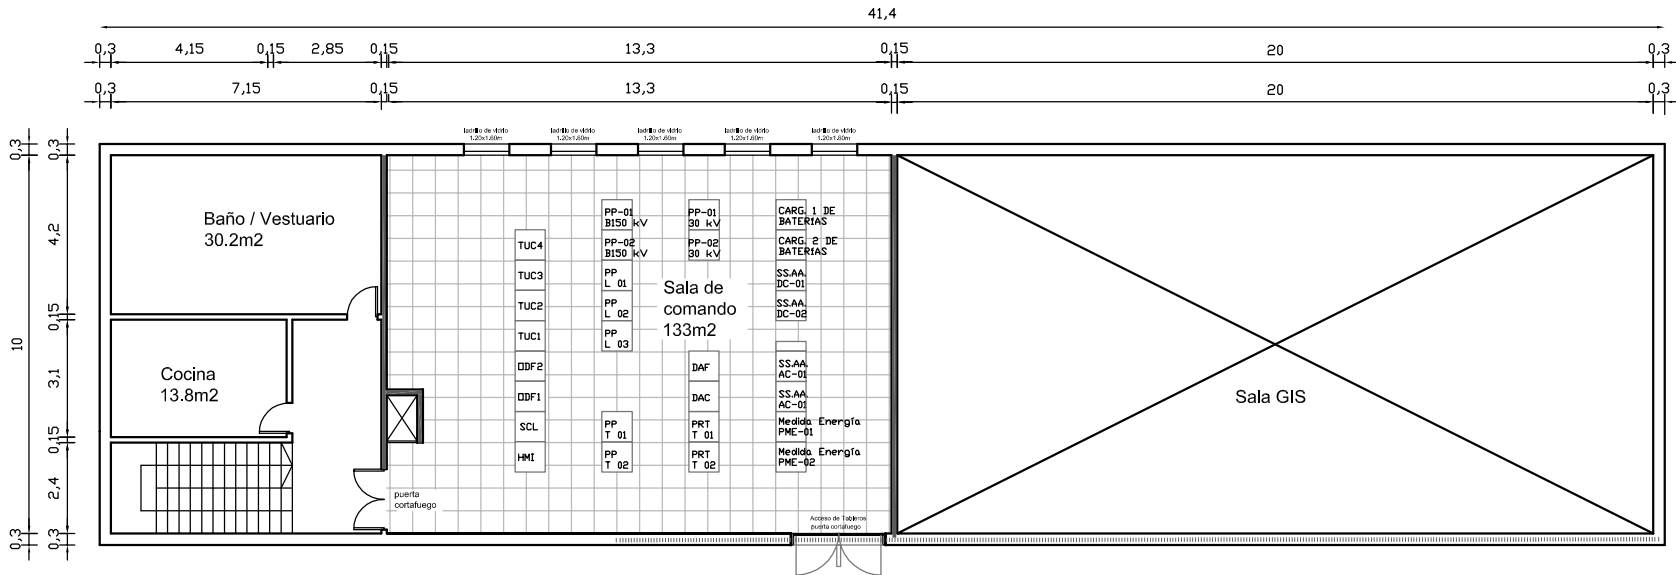 41,4
0,3
4,15
0,15
2,85
0,15
13,3
0,15
20
0,3
0,3
7,15
0,15
13,3
0,15
20
0,3
ladrillo de vidrio
1.20x1.60m
ladrillo de vidrio
1.20x1.60m
ladrillo de vidrio
1.20x1.60m
ladrillo de vidrio
1.20x1.60m
ladrillo de vidrio
1.20x1.60m
0,3
10
0,3
0,3
4,2
0,15
3,1
0,15
2,4
0,3
Baño / Vestuario
30.2m2
Cocina
13.8m2
TUC4
TUC3
TUC2
TUC1
ODF2
ODF1
SCL
HMI
PP-01
B150 kV
PP-02
B150 kV
PP
L 01
PP
L 02
PP
L 03
PP
T 01
PP
T 02
PP-01
30 kV
PP-02
30 kV
Sala de
comando
133m2
DAF
DAC
PRT
T 01
PRT
T 02
CARG. 1 DE
BATERIAS
CARG. 2 DE
BATERIAS
SS.AA.
DC-01
SS.AA.
DC-02
SS.AA.
AC-01
SS.AA.
AC-01
Medida Energía
PME-01
Medida Energía
PME-02
Sala GIS
puerta
cortafuego
Acceso de Tableros
puerta cortafuego